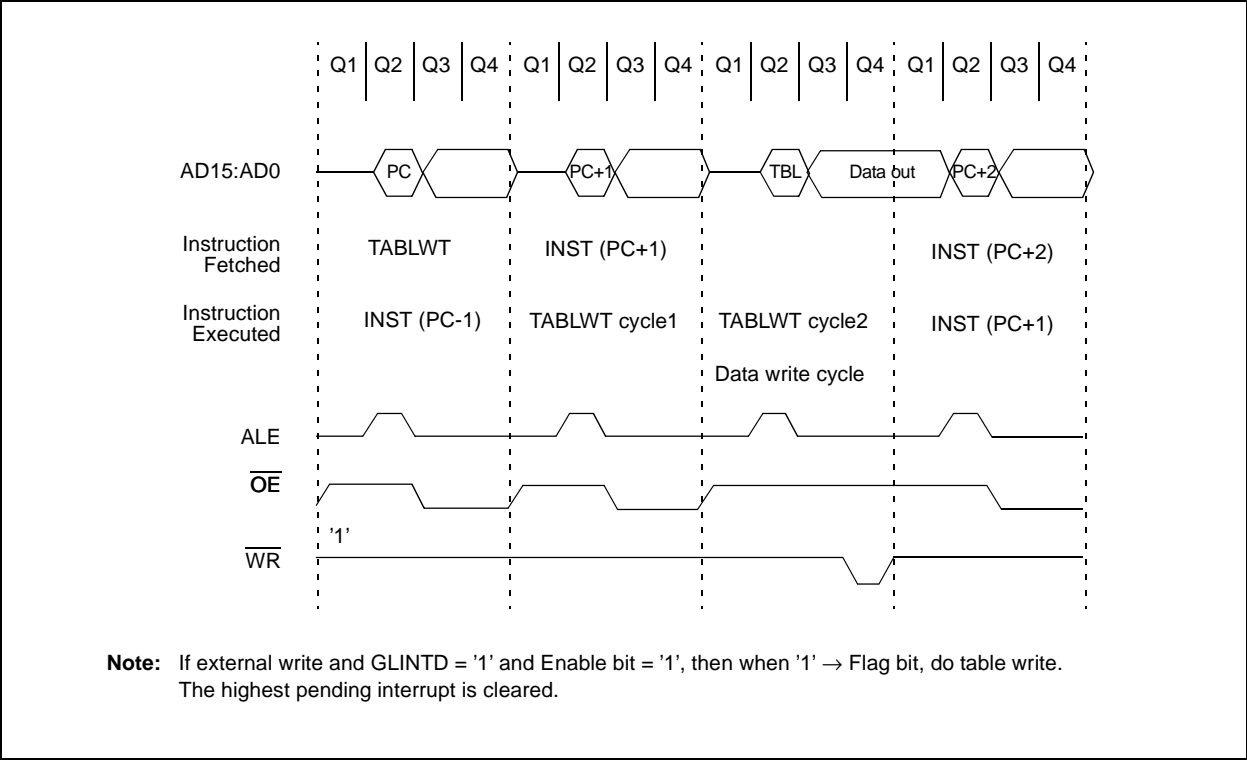 Q1 Q2 Q3 Q4 Q1 Q2 Q3 Q4 Q1 Q2 Q3 Q4 Q1 Q2 Q3 Q4
AD15:AD0 PC PC+1 TBL Data out PC+2
Instruction
Fetched
TABLWT INST (PC+1) INST (PC+2)
Instruction
Executed
INST (PC-1) TABLWT cycle1 TABLWT cycle2 INST (PC+1)
Data write cycle
ALE
OE
'1'
WR
Note: If external write and GLINTD = '1' and Enable bit = '1', then when '1' → Flag bit, do table write.
The highest pending interrupt is cleared.